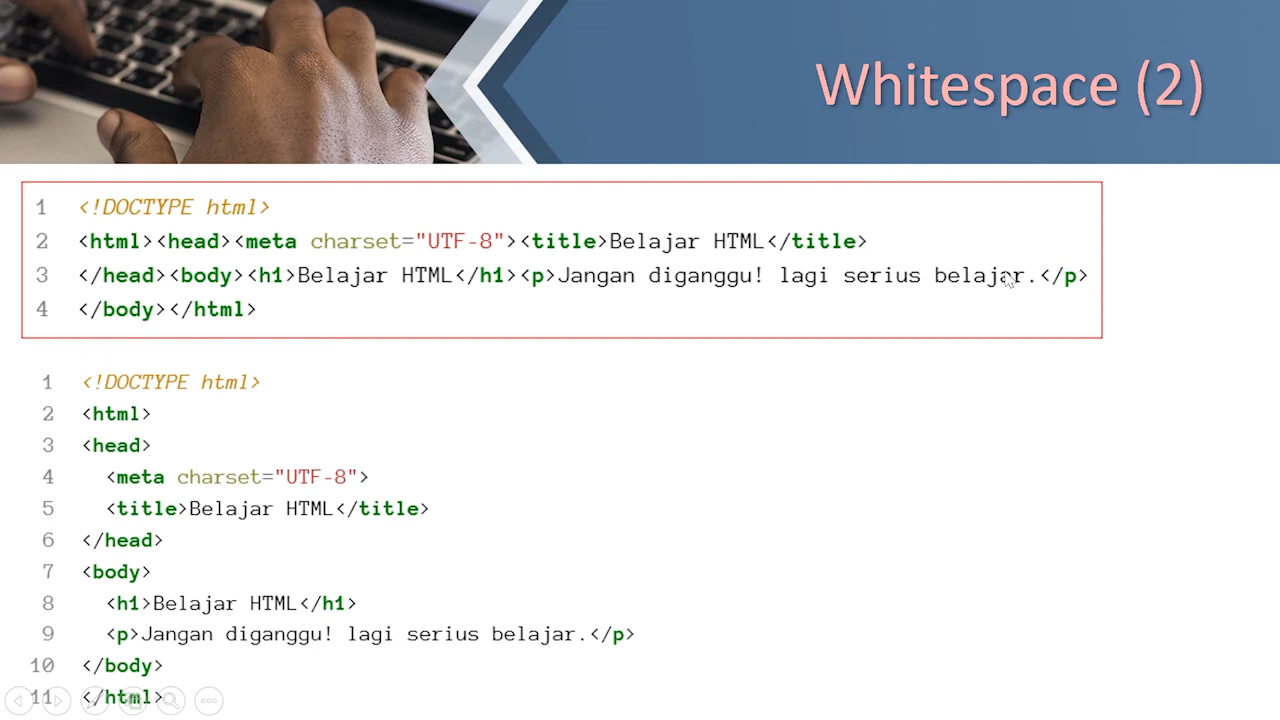 Whitespace (2)
1 <!DOCTYPE html>
2 <html><head><meta charset="UTF-8"><title>Belajar HTML</title>
3 </head><body><h1>Belajar HTML</h1><p>Jangan diganggu! lagi serius belajar.</p>
4 </body></html>
1 <!DOCTYPE html>
2 <html>
3 <head>
4 <meta charset="UTF-8">
5 <title>Belajar HTML</title>
6 </head>
7 <body>
8 <h1>Belajar HTML</h1>
9 <p>Jangan diganggu! lagi serius belajar.</p>
10 </body>
11 </html>